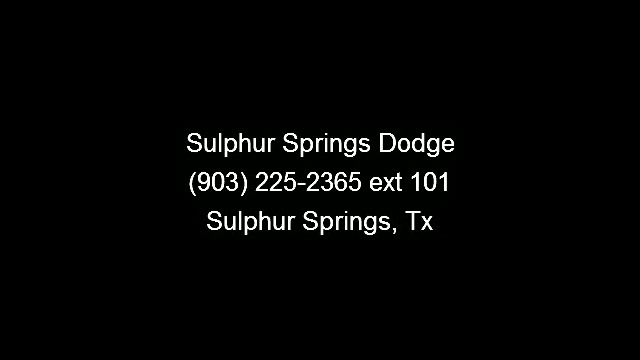 Sulphur Springs Dodge
(903) 225-2365 ext 101
Sulphur Springs, Tx